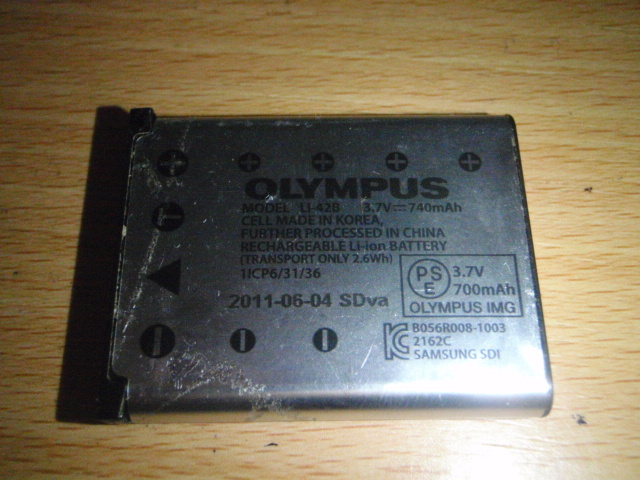 + + + + +
OLYMPUS
T MODEL LI-42B 3.7V⎓740mAh
CELL MADE IN KOREA,
FURTHER PROCESSED IN CHINA
RECHARGEABLE Li-ion BATTERY
(TRANSPORT ONLY 2.6Wh)
1ICP6/31/36
PS E 3.7V
700mAh
OLYMPUS IMG
2011-06-04 SDva
B056R008-1003
2162C
SAMSUNG SDI
KC
- - -